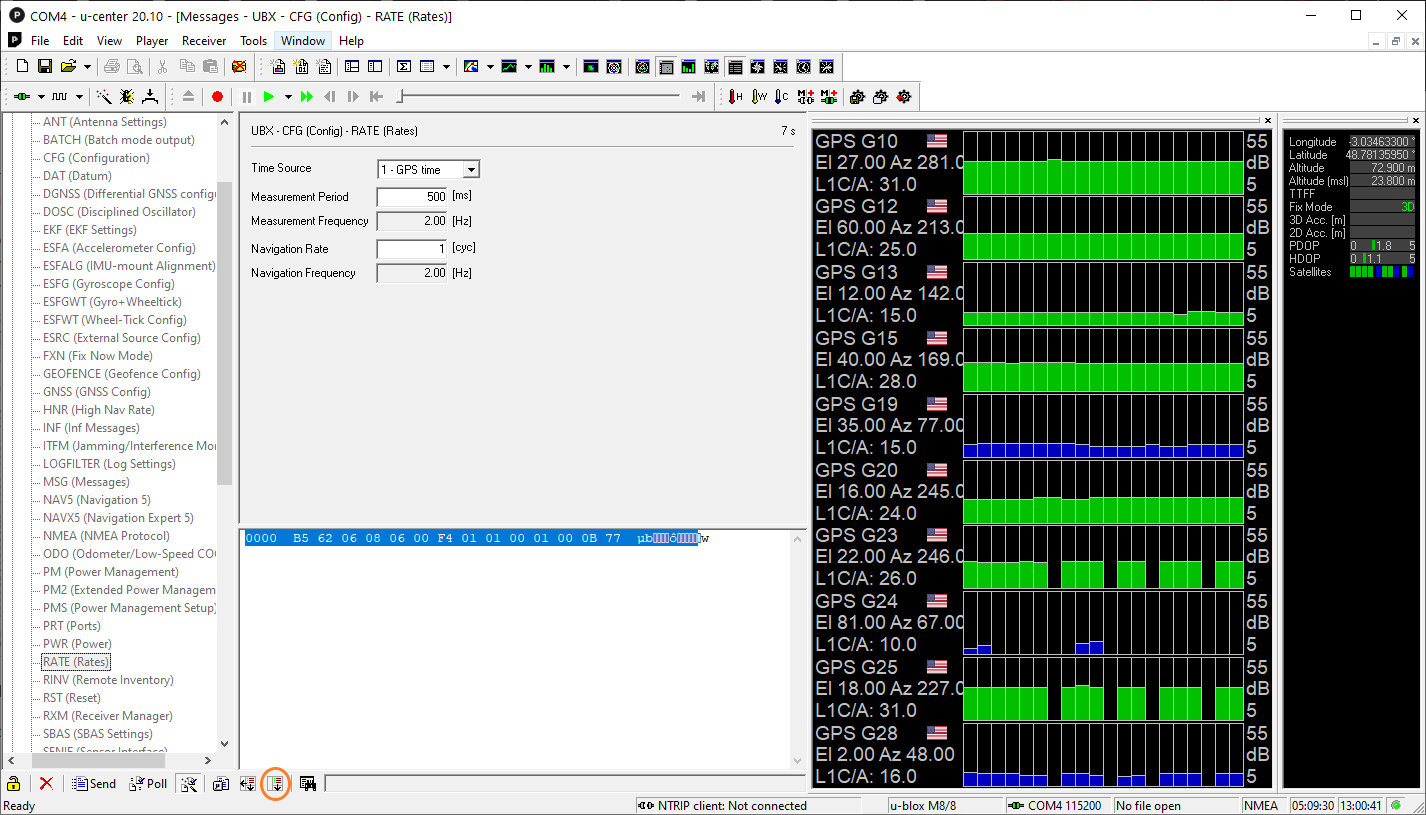 COM4 - u-center 20.10 - [Messages - UBX - CFG (Config) - RATE (Rates)]
File Edit View Player Receiver Tools Window Help
ANT (Antenna Settings)
BATCH (Batch mode output)
CFG (Configuration)
DAT (Datum)
DGNSS (Differential GNSS configu
DOSC (Disciplined Oscillator)
EKF (EKF Settings)
ESFA (Accelerometer Config)
ESFALG (IMU-mount Alignment)
ESFG (Gyroscope Config)
ESFGWT (Gyro+Wheeltick)
ESFWT (Wheel-Tick Config)
ESRC (External Source Config)
FXN (Fix Now Mode)
GEOFENCE (Geofence Config)
GNSS (GNSS Config)
HNR (High Nav Rate)
INF (Inf Messages)
ITFM (Jamming/Interference Mo
LOGFILTER (Log Settings)
MSG (Messages)
NAV5 (Navigation 5)
NAVX5 (Navigation Expert 5)
NMEA (NMEA Protocol)
ODO (Odometer/Low-Speed CO
PM (Power Management)
PM2 (Extended Power Managem
PMS (Power Management Setup)
PRT (Ports)
PWR (Power)
RATE (Rates)
RINV (Remote Inventory)
RST (Reset)
RXM (Receiver Manager)
SBAS (SBAS Settings)
SENIF (Sensor Interface)
UBX - CFG (Config) - RATE (Rates) 7 s
Time Source 1 - GPS time
Measurement Period 500 [ms]
Measurement Frequency 2.00 [Hz]
Navigation Rate 1 [cyc]
Navigation Frequency 2.00 [Hz]
0000 B5 62 06 08 06 00 F4 01 01 00 01 00 0B 77 µb ô w
GPS G10 55
El 27.00 Az 281.0 dB
L1C/A: 31.0 5
GPS G12 55
El 60.00 Az 213.0 dB
L1C/A: 25.0 5
GPS G13 55
El 12.00 Az 142.0 dB
L1C/A: 15.0 5
GPS G15 55
El 40.00 Az 169.0 dB
L1C/A: 28.0 5
GPS G19 55
El 35.00 Az 77.00 dB
L1C/A: 15.0 5
GPS G20 55
El 16.00 Az 245.0 dB
L1C/A: 24.0 5
GPS G23 55
El 22.00 Az 246.0 dB
L1C/A: 26.0 5
GPS G24 55
El 81.00 Az 67.00 dB
L1C/A: 10.0 5
GPS G25 55
El 18.00 Az 227.0 dB
L1C/A: 31.0 5
GPS G28 55
El 2.00 Az 48.00 dB
L1C/A: 16.0 5
Longitude -3.03463300 °
Latitude 48.78135950 °
Altitude 72.900 m
Altitude (msl) 23.800 m
TTFF
Fix Mode 3D
3D Acc. [m]
2D Acc. [m]
PDOP 0 1.8 5
HDOP 0 1.1 5
Satellites
Send Poll
Ready NTRIP client: Not connected u-blox M8/8 COM4 115200 No file open NMEA 05:09:30 13:00:41